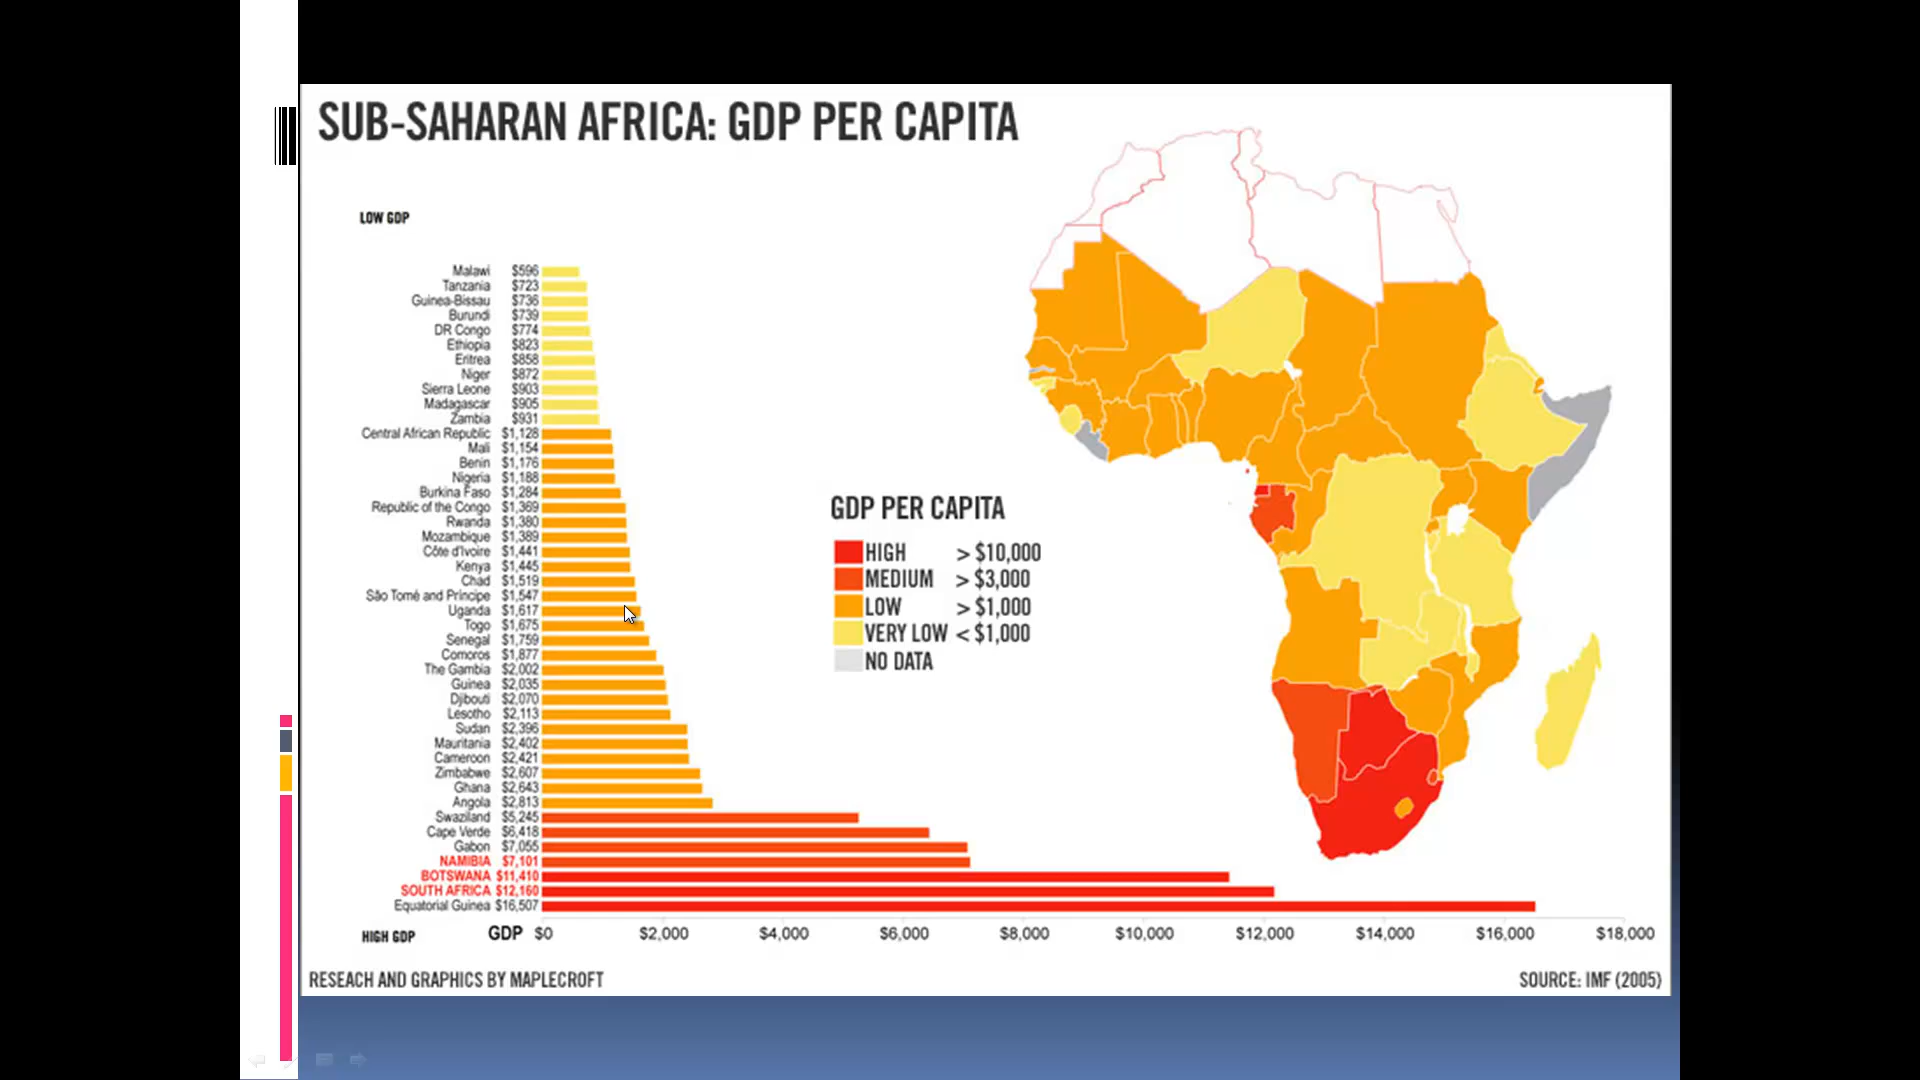 SUB-SAHARAN AFRICA: GDP PER CAPITA
LOW GDP
Malawi $596
Tanzania $723
Guinea-Bissau $736
Burundi $739
DR Congo $774
Ethiopia $823
Eritrea $858
Niger $872
Sierra Leone $903
Madagascar $905
Zambia $931
Central African Republic $1,128
Mali $1,154
Benin $1,176
Nigeria $1,188
Burkina Faso $1,284
Republic of the Congo $1,369
Rwanda $1,380
Mozambique $1,389
Côte d'Ivoire $1,441
Kenya $1,445
Chad $1,519
São Tomé and Príncipe $1,547
Uganda $1,617
Togo $1,675
Senegal $1,759
Comoros $1,877
The Gambia $2,002
Guinea $2,035
Djibouti $2,070
Lesotho $2,113
Sudan $2,396
Mauritania $2,402
Cameroon $2,421
Zimbabwe $2,607
Ghana $2,643
Angola $2,813
Swaziland $5,245
Cape Verde $6,418
Gabon $7,055
NAMIBIA $7,101
BOTSWANA $11,410
SOUTH AFRICA $12,160
Equatorial Guinea $16,507
HIGH GDP GDP $0 $2,000 $4,000 $6,000 $8,000 $10,000 $12,000 $14,000 $16,000 $18,000
GDP PER CAPITA
HIGH > $10,000
MEDIUM > $3,000
LOW > $1,000
VERY LOW < $1,000
NO DATA
RESEACH AND GRAPHICS BY MAPLECROFT
SOURCE: IMF (2005)